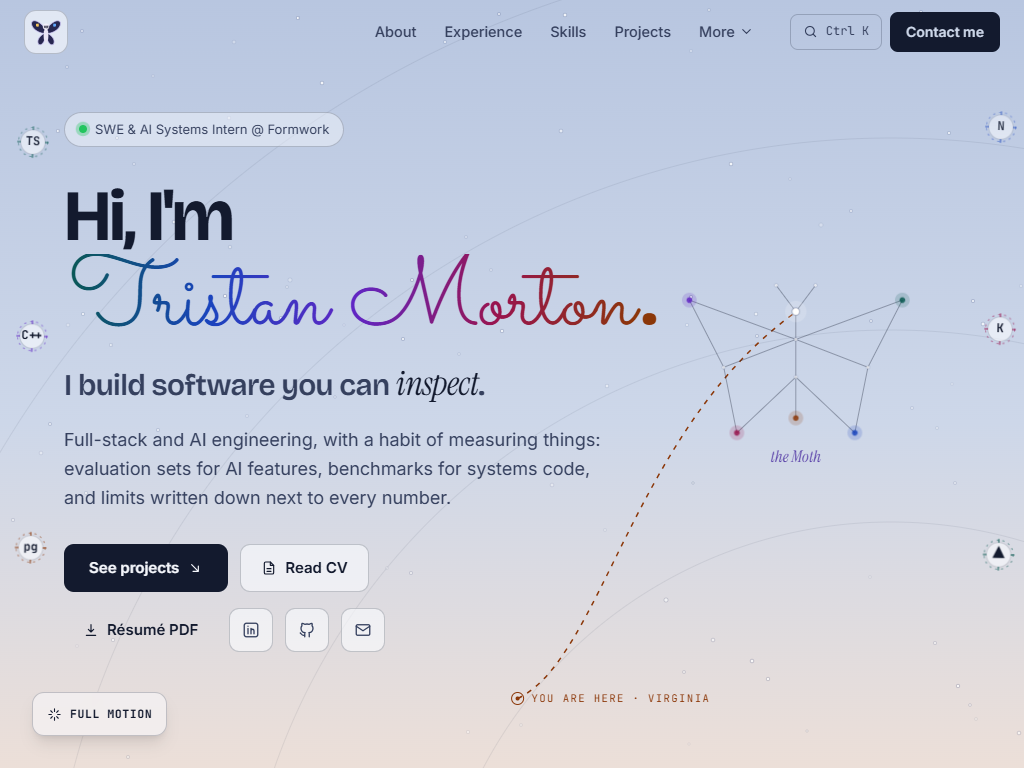 About Experience Skills Projects More Ctrl K Contact me
SWE & AI Systems Intern @ Formwork
TS
N
Hi, I'm
Tristan Morton.
C++
K
I build software you can inspect.
Full-stack and AI engineering, with a habit of measuring things:
evaluation sets for AI features, benchmarks for systems code,
and limits written down next to every number.
the Moth
pg
See projects Read CV
Résumé PDF in
YOU ARE HERE · VIRGINIA
FULL MOTION